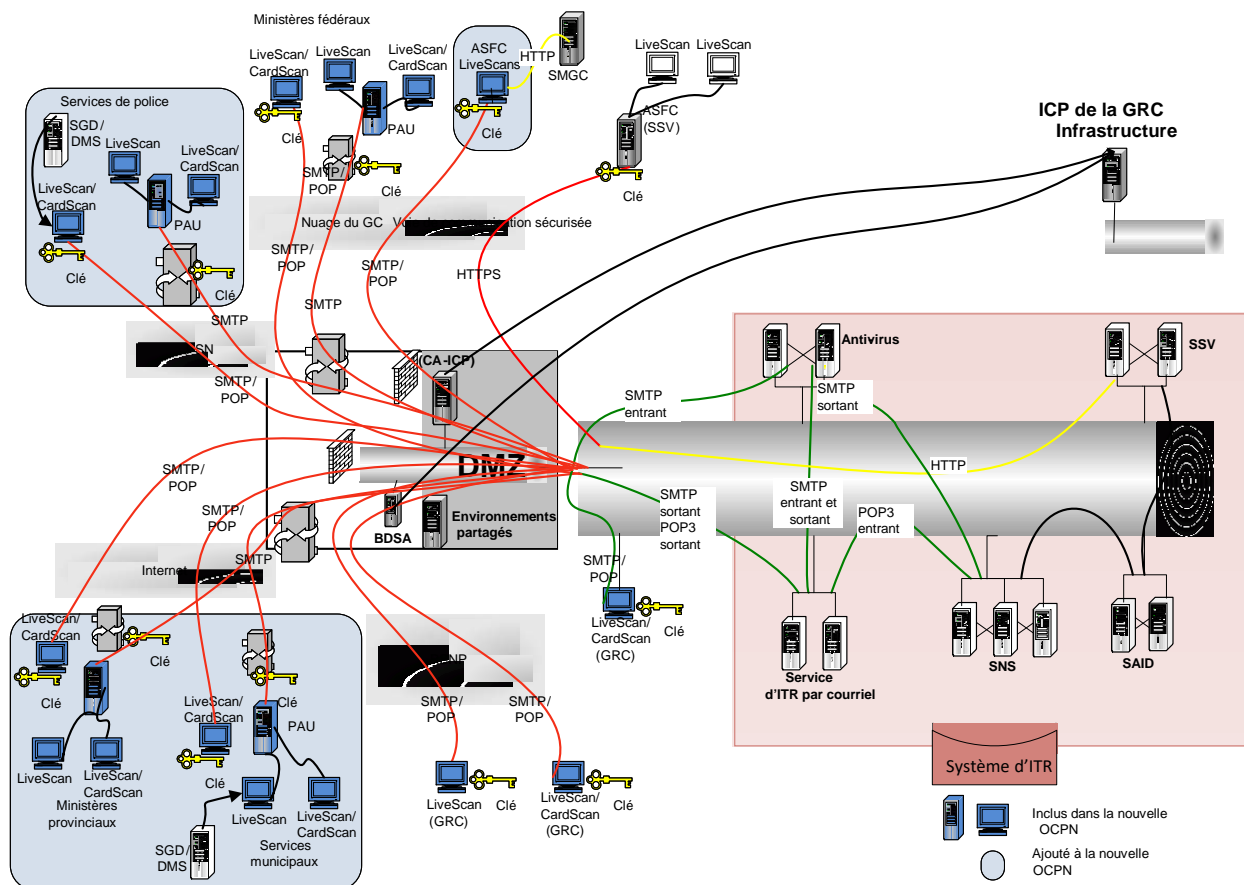 Ministères fédéraux
LiveScan/
CardScan
LiveScan
LiveScan/
CardScan
PAU
Clé
SMTP/
POP
Clé
ASFC
LiveScans
HTTP
SMGC
Clé
LiveScan
LiveScan
ASFC
(SSV)
Clé
ICP de la GRC
Infrastructure
Services de police
SGD/
DMS
LiveScan
LiveScan/
CardScan
LiveScan/
CardScan
PAU
Clé
Clé
Nuage du GC
sécurisée
SMTP/
POP
SMTP/
POP
HTTPS
SMTP
SMTP
SN
SMTP/
POP
(CA-ICP)
Antivirus
SSV
SMTP
entrant
SMTP
sortant
DMZ
HTTP
SMTP/
POP
SMTP/
POP
SMTP
SMTP
sortant
POP3
sortant
SMTP
entrant et
sortant
POP3
entrant
BDSA
Environnements
partagés
Internet
SMTP/
POP
LiveScan/
CardScan
(GRC)
Clé
Service
d'ITR par courriel
SNS
SAID
LiveScan/
CardScan
Clé
Clé
LiveScan
LiveScan/
CardScan
Ministères
provinciaux
LiveScan/
CardScan
Clé
Clé
PAU
LiveScan
LiveScan/
CardScan
SGD/
DMS
Services
municipaux
NP
SMTP/
POP
SMTP/
POP
LiveScan
(GRC)
Clé
LiveScan/
CardScan
(GRC)
Clé
Système d'ITR
Inclus dans la nouvelle
OCPN
Ajouté à la nouvelle
OCPN